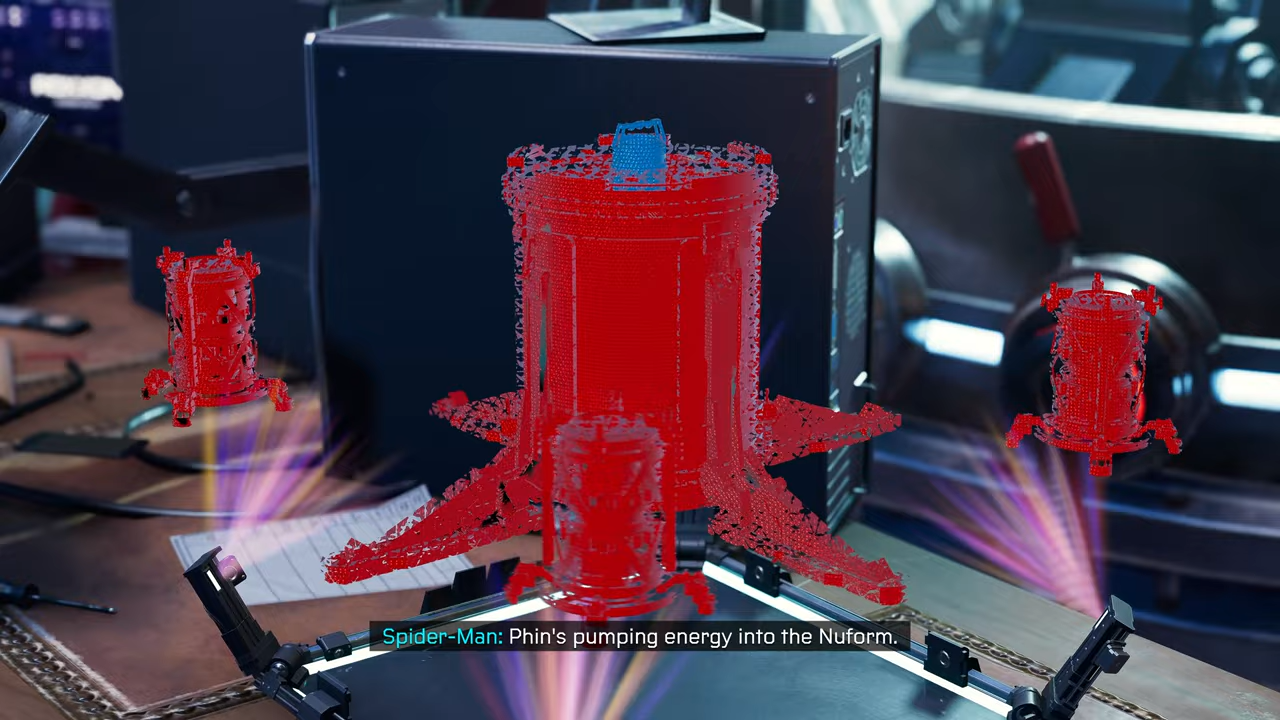 Spider-Man: Phin's pumping energy into the Nuform.